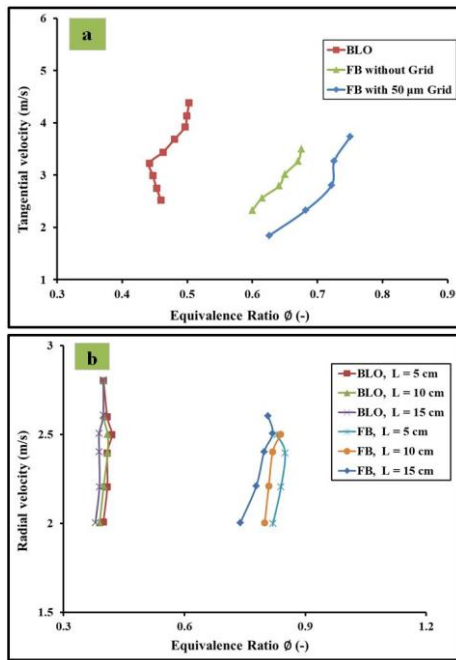 a
BLO
FB without Grid
FB with 50 µm Grid
Tangential velocity (m/s)
6
5
4
3
2
1
0.3 0.4 0.5 0.6 0.7 0.8 0.9
Equivalence Ratio Ø (-)
b
BLO, L = 5 cm
BLO, L = 10 cm
BLO, L = 15 cm
FB, L = 5 cm
FB, L = 10 cm
FB, L = 15 cm
Radial velocity (m/s)
3
2.5
2
1.5
0.3 0.6 0.9 1.2
Equivalence Ratio Ø (-)